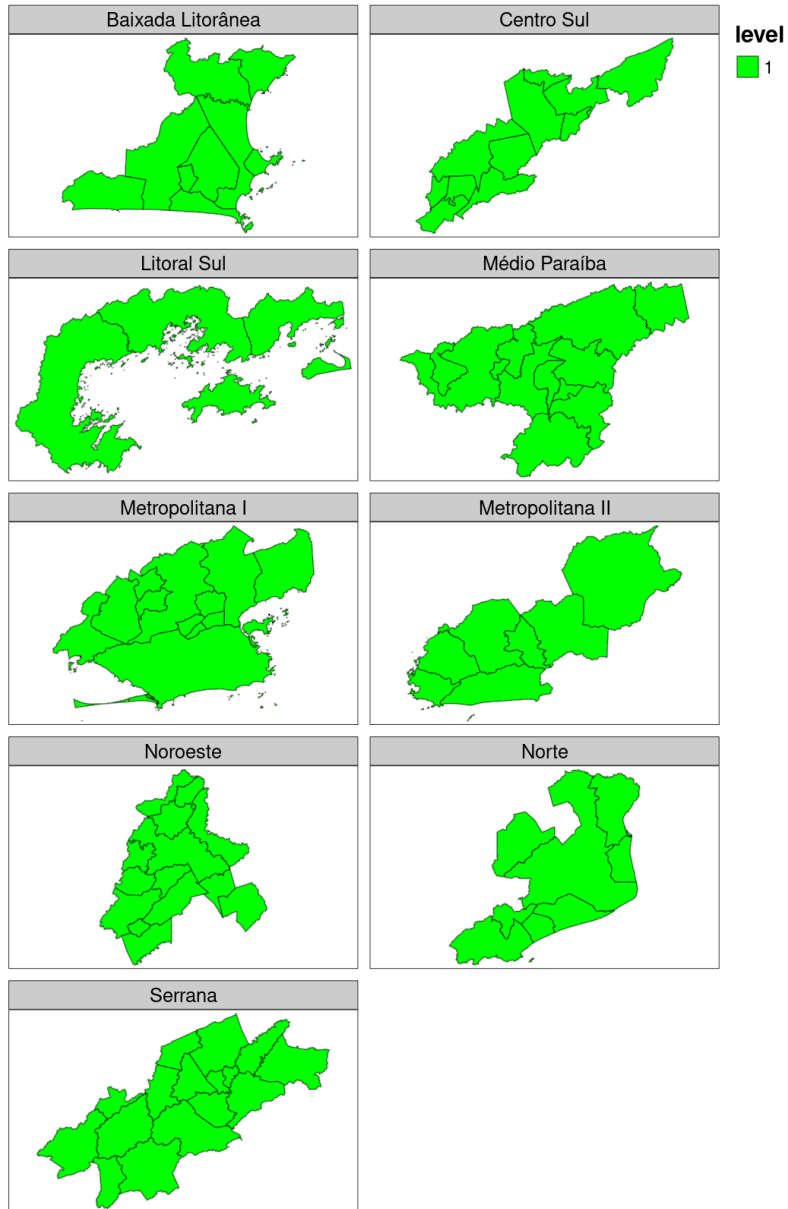 Baixada Litorânea
Centro Sul
level
1
Litoral Sul
Médio Paraíba
Metropolitana I
Metropolitana II
Noroeste
Norte
Serrana